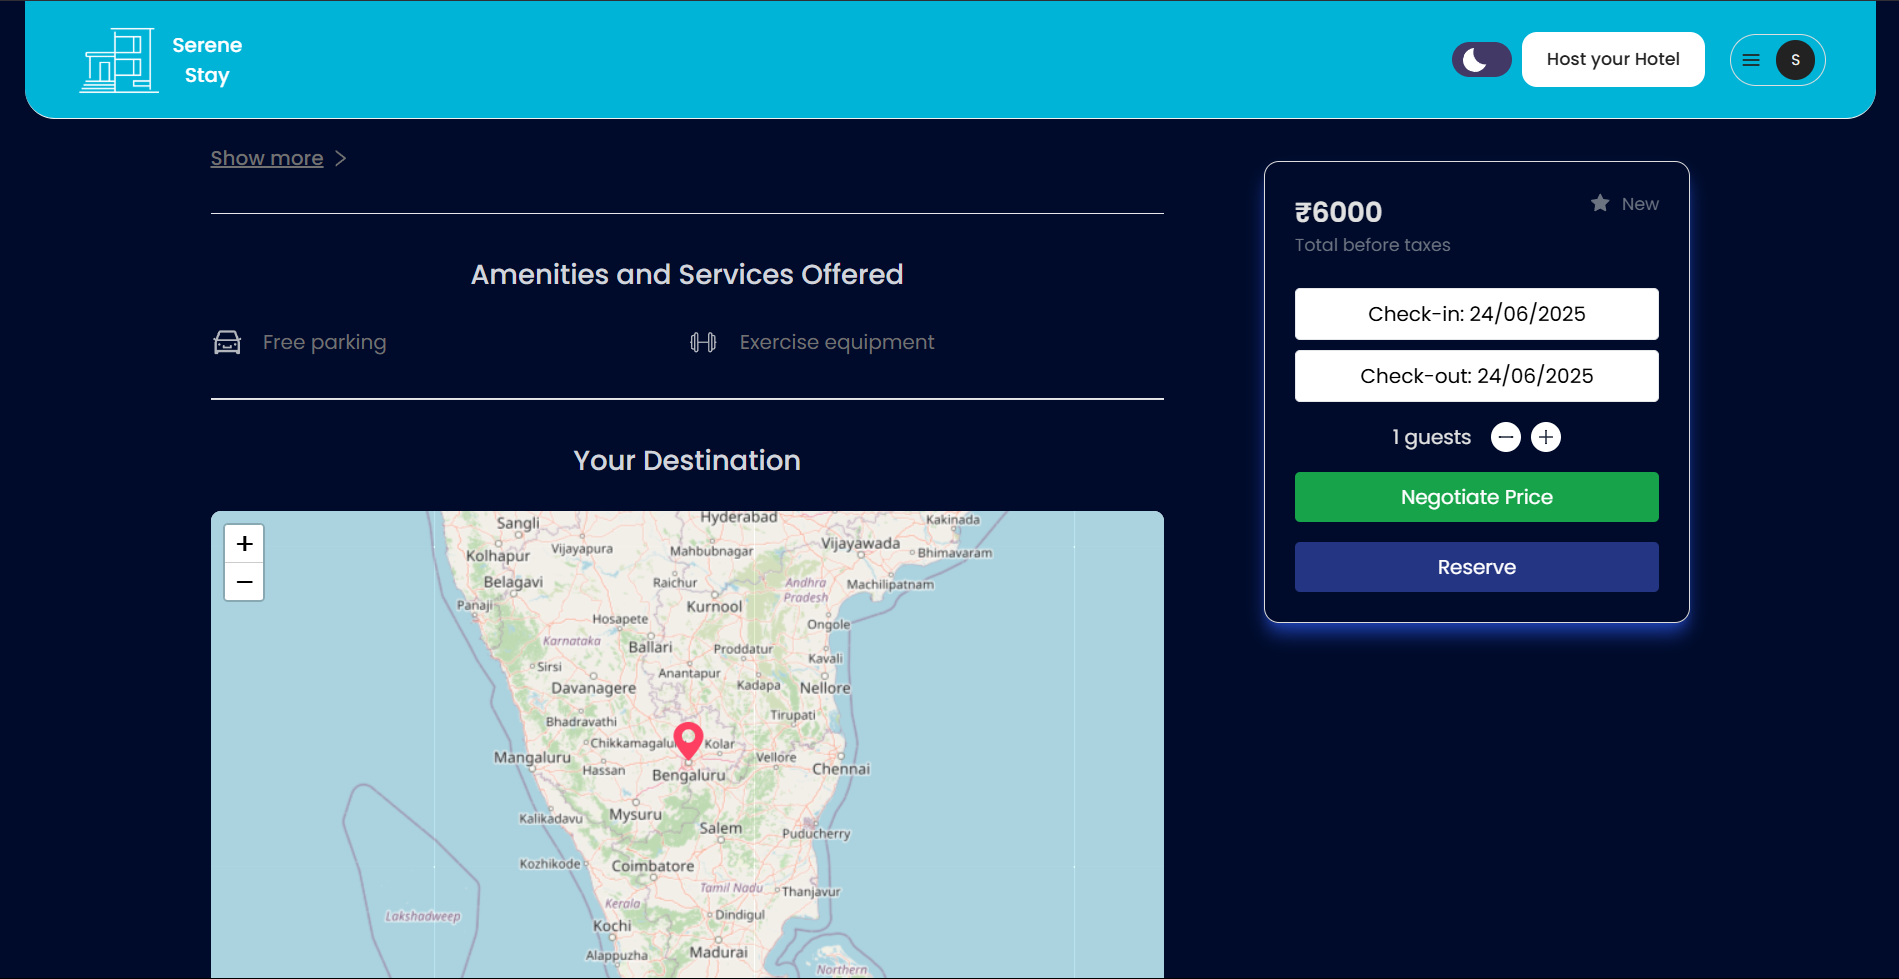 Serene
Stay
Host your Hotel
S
Show more
Amenities and Services Offered
Free parking
Exercise equipment
Your Destination
+
−
Hyderabad
Kakinada
Sangli
Vijayapura
Kolhapur
Mahbubnagar
Vijayawada
Bhimavaram
Belagavi
Raichur
Andhra
Pradesh
Machilipatnam
Panaji
Kurnool
Hosapete
Ongole
Karnataka
Ballari
Proddatur
Kavali
Sirsi
Anantapur
Davanagere
Kadapa
Nellore
Bhadravathi
Tirupati
Chikkamagalu
Kolar
Mangaluru
Hassan
Bengaluru
Vellore
Chennai
Kalikadavu
Mysuru
Salem
Puducherry
Kozhikode
Coimbatore
Tamil Nadu
Thanjavur
Kerala
Lakshadweep
Kochi
Dindigul
Alappuzha
Madurai
Northern
₹6000
New
Total before taxes
Check-in: 24/06/2025
Check-out: 24/06/2025
1 guests
Negotiate Price
Reserve